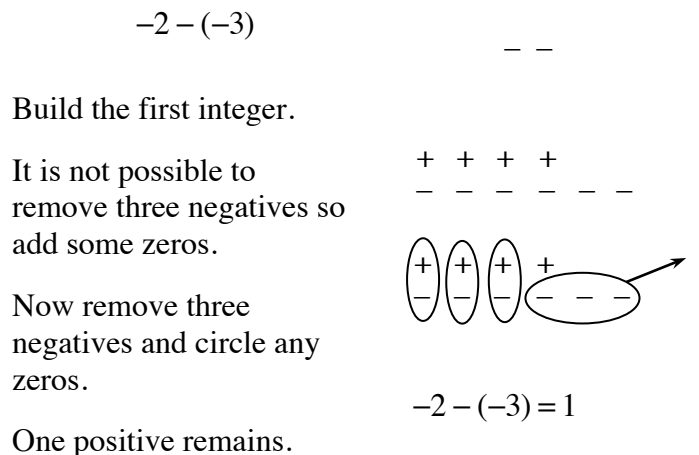 −2 − (−3)
− −
Build the first integer.
+ + + +
It is not possible to
− − − − − −
remove three negatives so
add some zeros.
+ + + +
Now remove three
− − − − − −
negatives and circle any
zeros.
−2 − (−3) = 1
One positive remains.